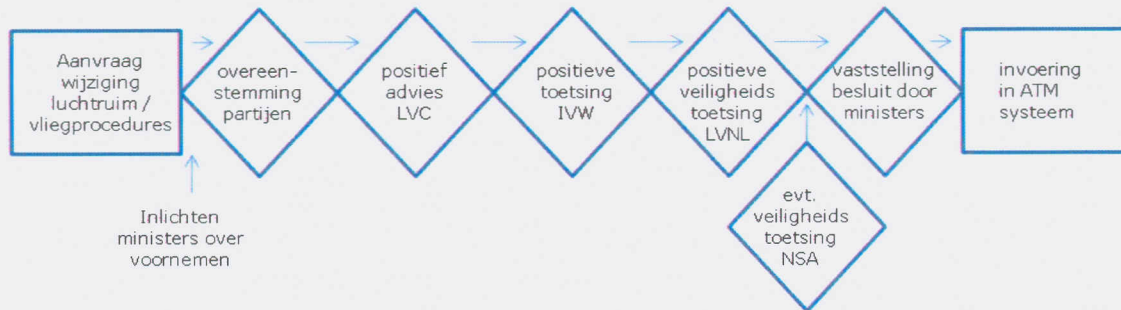 Aanvraag
wijziging
luchtruim /
vliegprocedures
overeen-
stemming
partijen
positief
advies
LVC
positieve
toetsing
IVW
positieve
veiligheids
toetsing
LVNL
vaststelling
besluit door
ministers
invoering
in ATM
systeem
Inlichten
ministers over
voornemen
evt.
veiligheids
toetsing
NSA